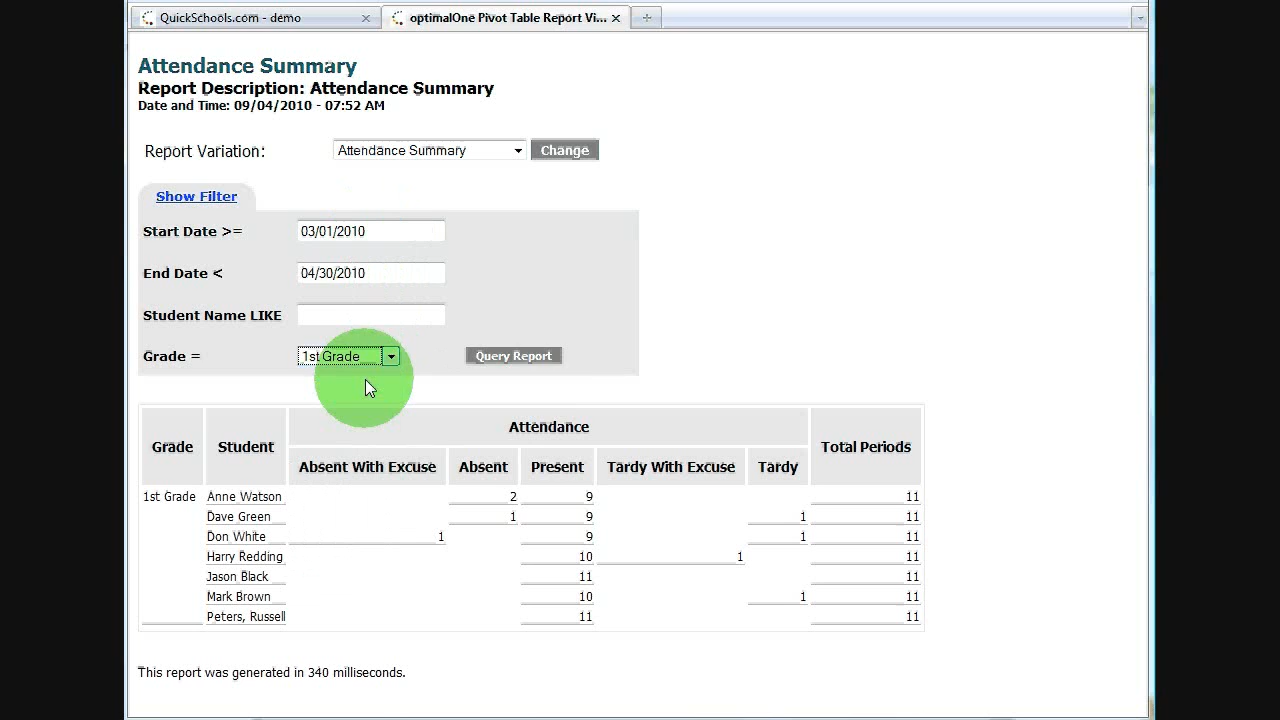 QuickSchools.com - demo
optimalOne Pivot Table Report Vi...
Attendance Summary
Report Description: Attendance Summary
Date and Time: 09/04/2010 - 07:52 AM
Report Variation: Attendance Summary Change
Show Filter
Start Date >= 03/01/2010
End Date < 04/30/2010
Student Name LIKE
Grade = 1st Grade Query Report
Grade Student Attendance Total Periods
Absent With Excuse Absent Present Tardy With Excuse Tardy
1st Grade Anne Watson 2 9 11
Dave Green 1 9 1 11
Don White 1 9 1 11
Harry Redding 10 1 11
Jason Black 11 11
Mark Brown 10 1 11
Peters, Russell 11 11
This report was generated in 340 milliseconds.